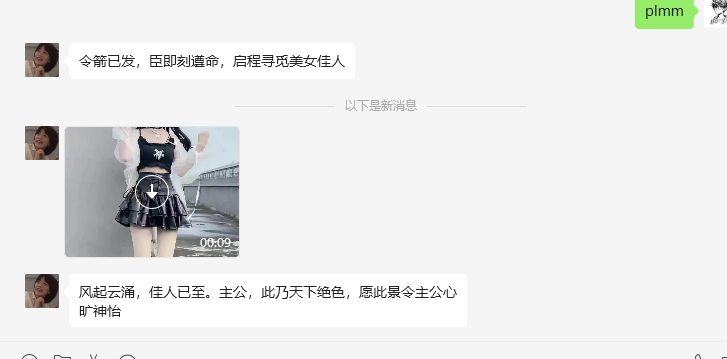 plmm
令箭已发，臣即刻遵命，启程寻觅美女佳人
以下是新消息
00:09
风起云涌，佳人已至。主公，此乃天下绝色，愿此景令主公心
旷神怡